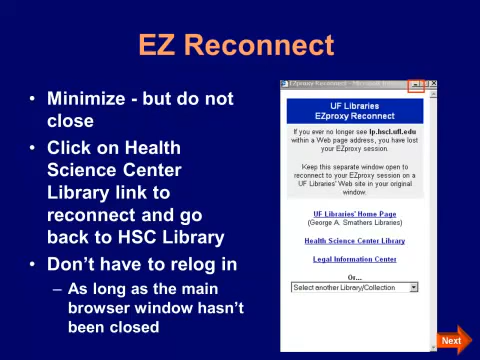 EZ Reconnect
• Minimize - but do not
close
• Click on Health
Science Center
Library link to
reconnect and go
back to HSC Library
• Don't have to relog in
– As long as the main
browser window hasn't
been closed
EZproxy Reconnect - Microsoft Internet
UF Libraries
EZproxy Reconnect
If you ever no longer see lp.hscl.ufl.edu
within a Web page address, you have lost
your EZproxy session.
Keep this separate window open to
reconnect to your EZproxy session on a
UF Libraries' Web site in your original
window.
UF Libraries' Home Page
(George A. Smathers Libraries)
Health Science Center Library
Legal Information Center
Or...
Select another Library/Collection
Next